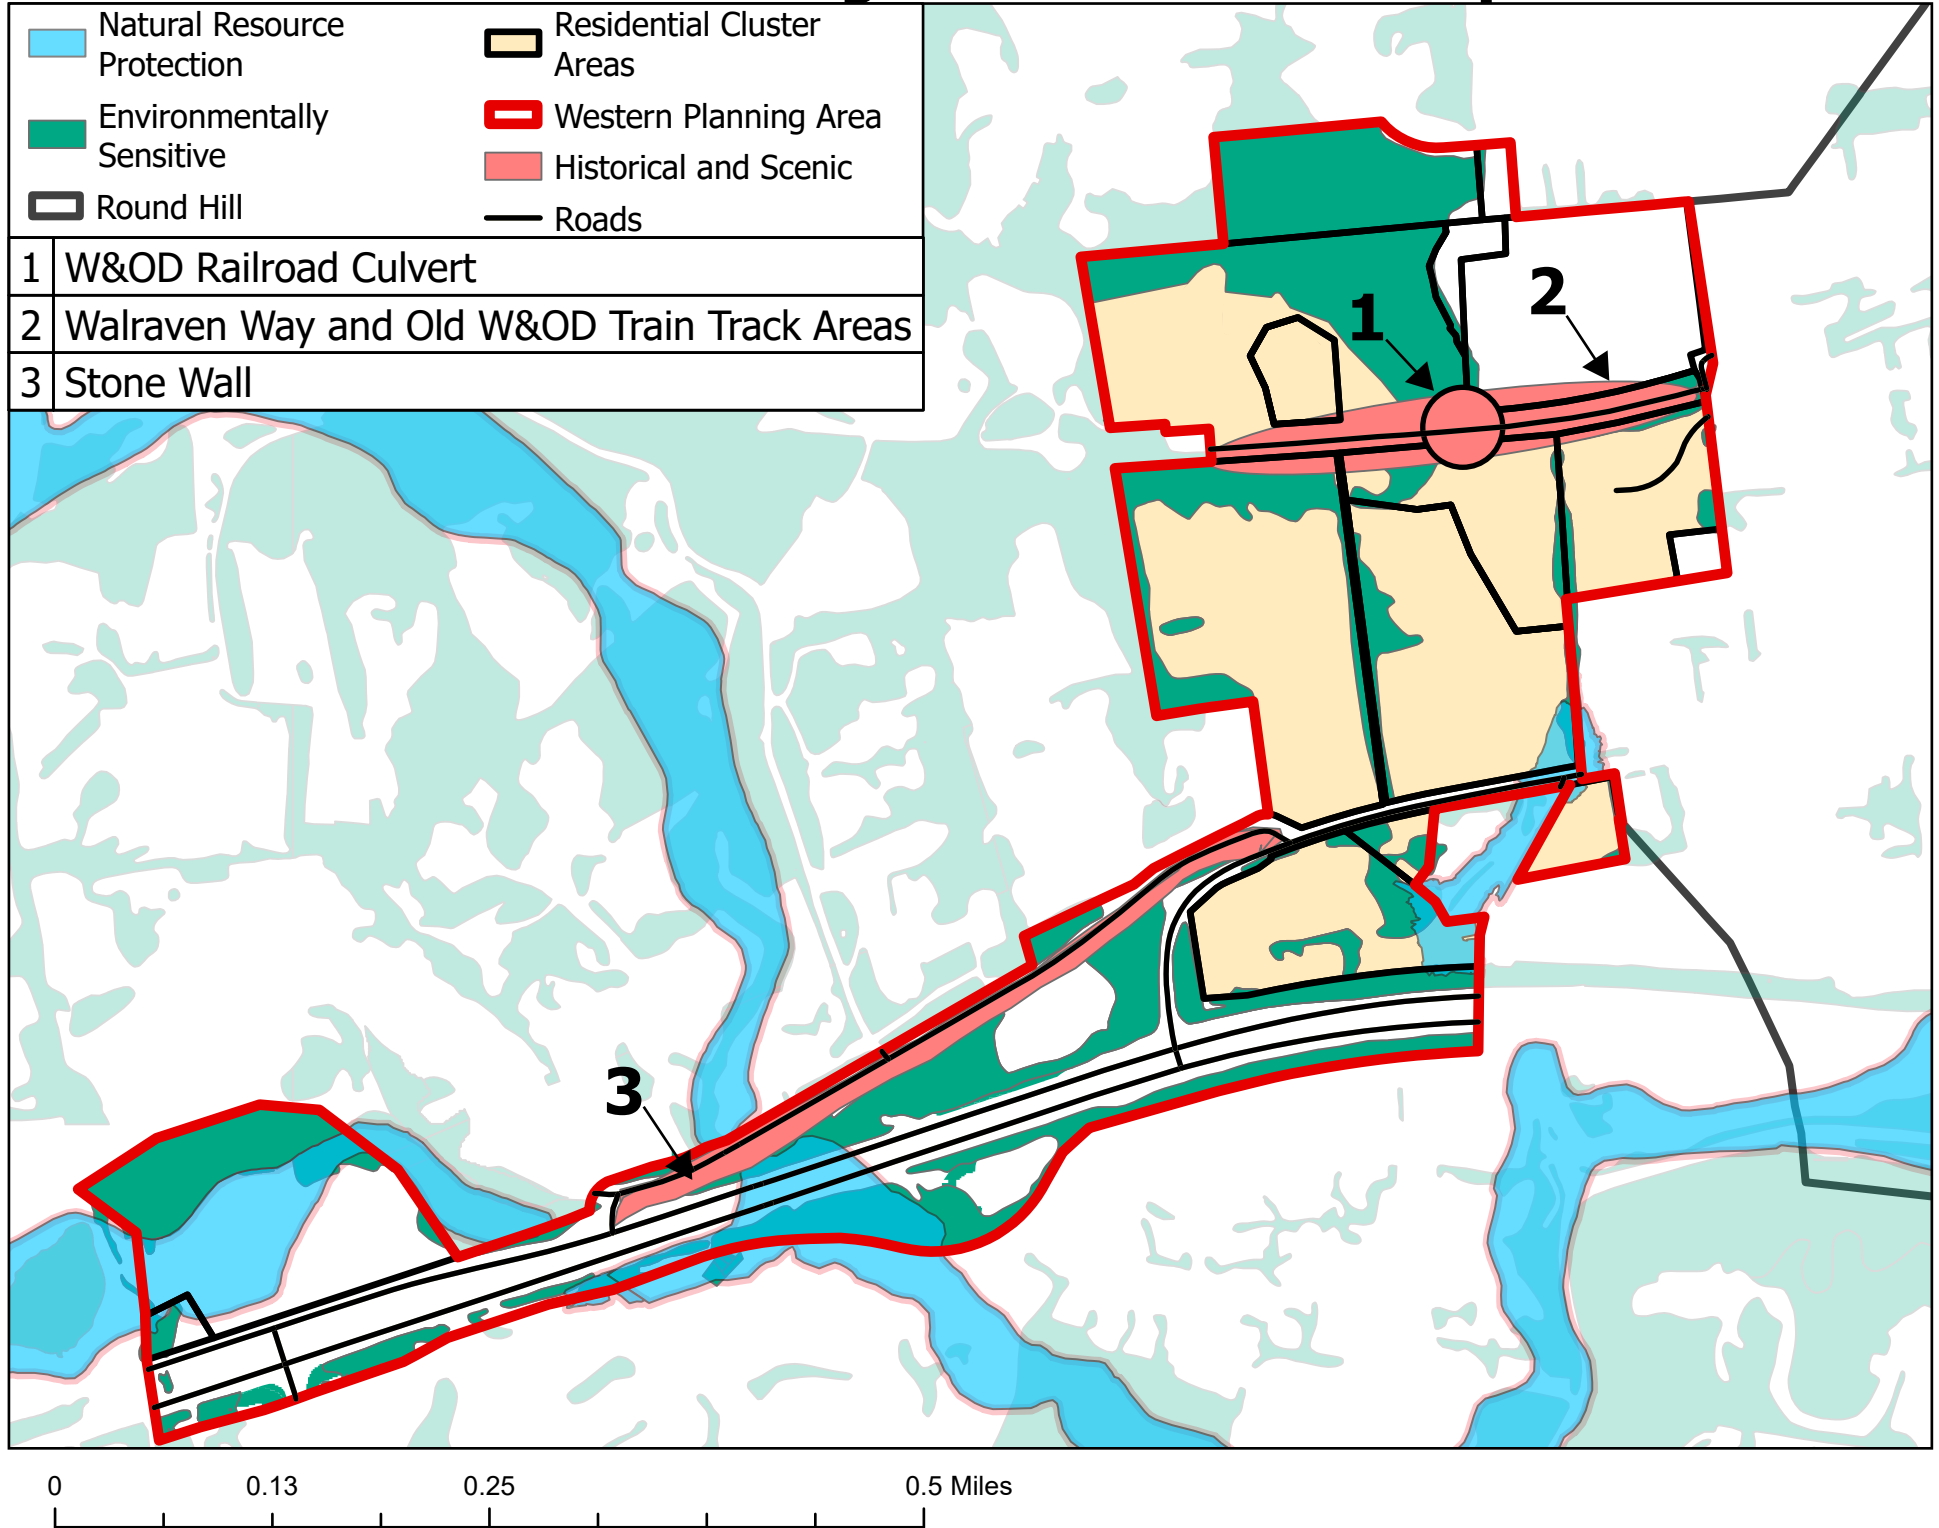 Natural Resource
Protection
Environmentally
Sensitive
Round Hill
Residential Cluster
Areas
Western Planning Area
Historical and Scenic
Roads
1 W&OD Railroad Culvert
2 Walraven Way and Old W&OD Train Track Areas
3 Stone Wall
1
2
3
0 0.13 0.25 0.5 Miles